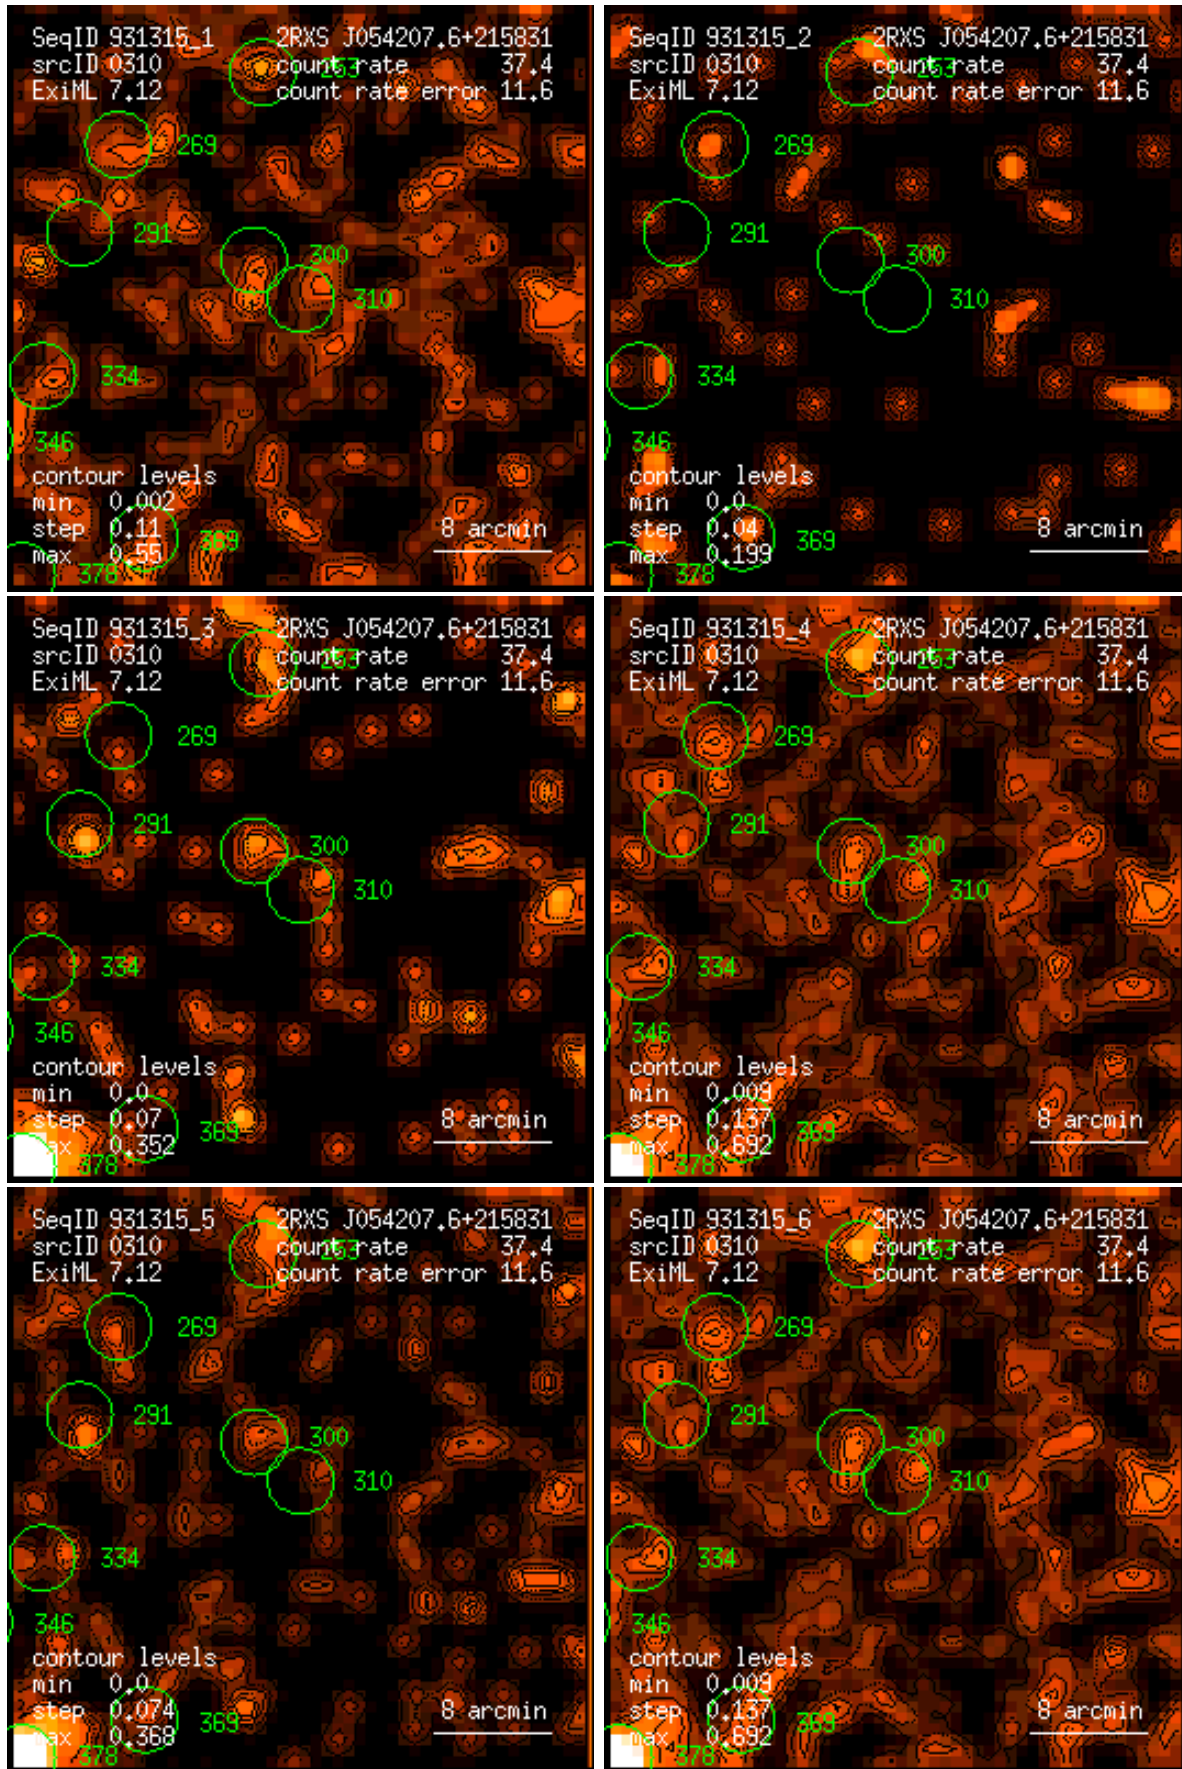 SeqID 931315_1 2RXS J054207.6+215831
srcID 0310 count rate 37.4
ExiML 7.12 count rate error 11.6
253
269
291
300
310
334
346
contour levels
min 0.002
step 0.11
max 0.55
369
8 arcmin
378
SeqID 931315_2 2RXS J054207.6+215831
srcID 0310 count rate 37.4
ExiML 7.12 count rate error 11.6
253
269
291
300
310
334
346
contour levels
min 0.0
step 0.04
max 0.199
369
8 arcmin
378
SeqID 931315_3 2RXS J054207.6+215831
srcID 0310 count rate 37.4
ExiML 7.12 count rate error 11.6
253
269
291
300
310
334
346
contour levels
min 0.0
step 0.07
max 0.352
369
8 arcmin
378
SeqID 931315_4 2RXS J054207.6+215831
srcID 0310 count rate 37.4
ExiML 7.12 count rate error 11.6
253
269
291
300
310
334
346
contour levels
min 0.009
step 0.137
max 0.692
369
8 arcmin
378
SeqID 931315_5 2RXS J054207.6+215831
srcID 0310 count rate 37.4
ExiML 7.12 count rate error 11.6
253
269
291
300
310
334
346
contour levels
min 0.0
step 0.074
max 0.368
369
8 arcmin
378
SeqID 931315_6 2RXS J054207.6+215831
srcID 0310 count rate 37.4
ExiML 7.12 count rate error 11.6
253
269
291
300
310
334
346
contour levels
min 0.009
step 0.137
max 0.692
369
8 arcmin
378